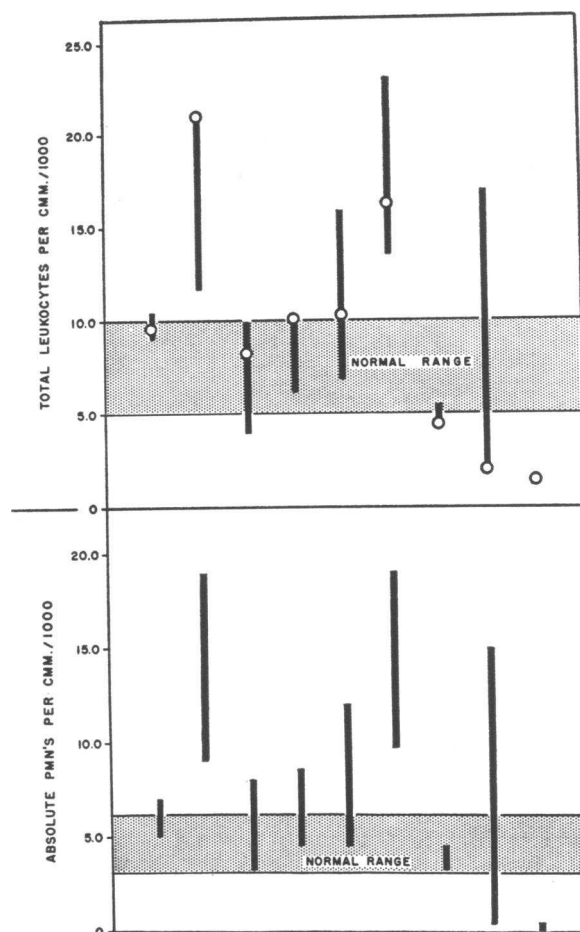 TOTAL LEUKOCYTES PER CMM./1000
25.0
20.0
15.0
10.0
5.0
0
NORMAL RANGE
ABSOLUTE PMN'S PER CMM./1000
20.0
15.0
10.0
5.0
0
NORMAL RANGE